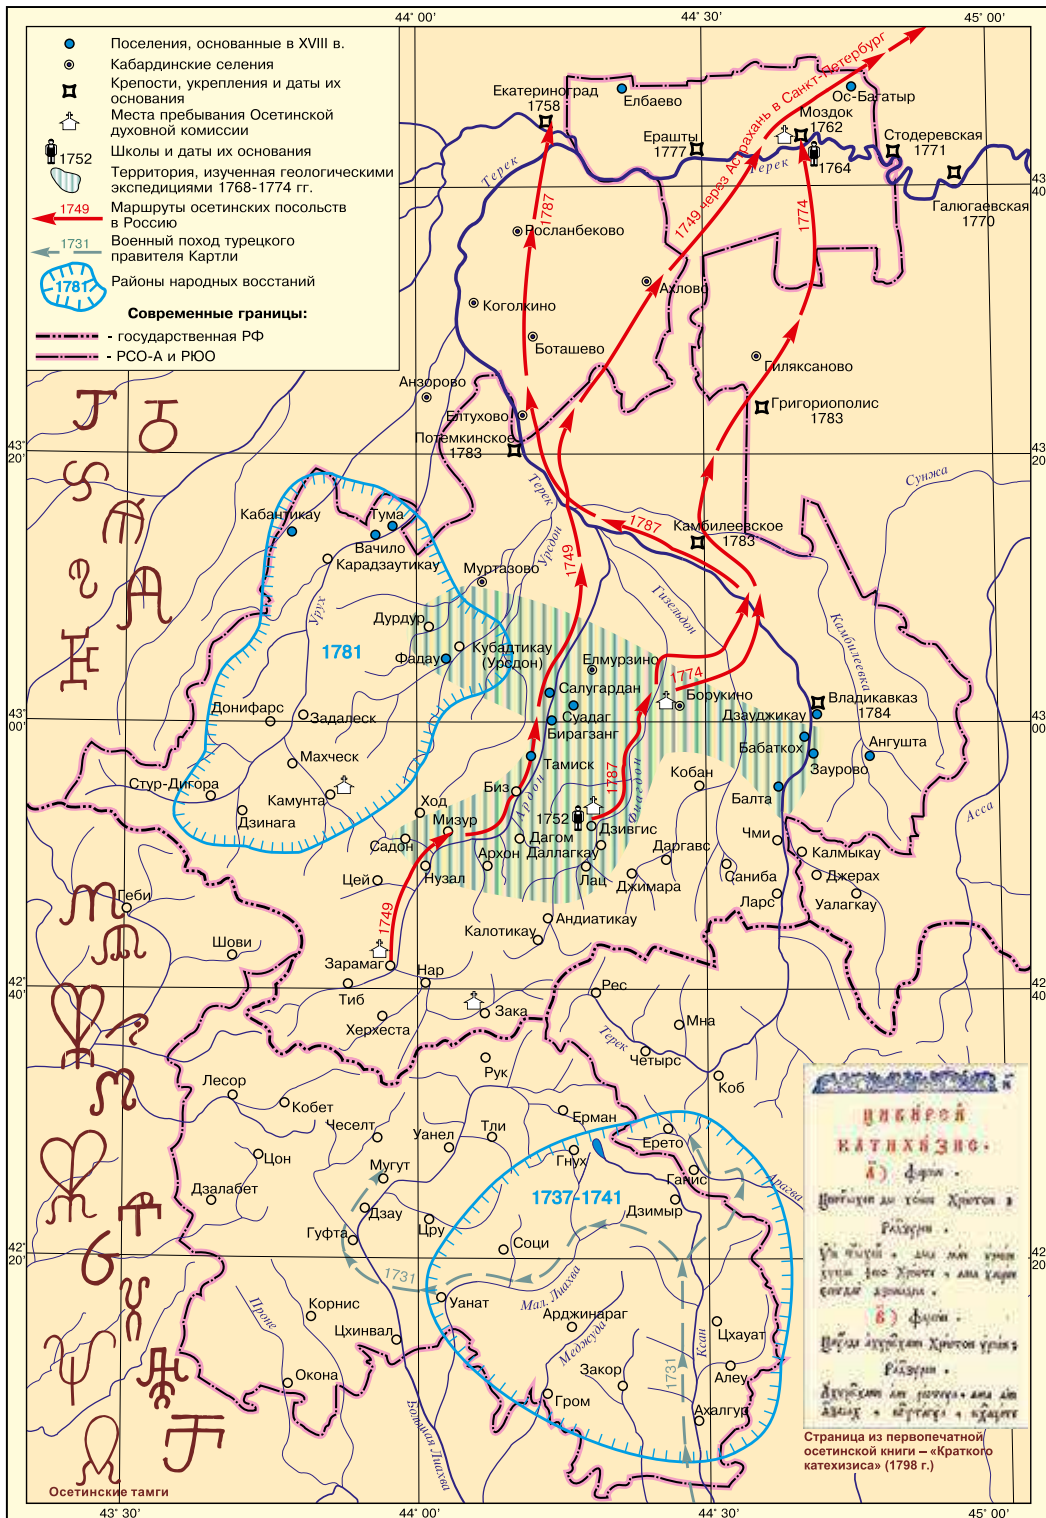 44° 00'
44° 30'
45° 00'
Поселения, основанные в XVIII в.
Кабардинские селения
Крепости, укрепления и даты их
основания
Места пребывания Осетинской
духовной комиссии
1752
Школы и даты их основания
Территория, изученная геологическими
экспедициями 1768-1774 гг.
1749
Маршруты осетинских посольств
в Россию
1731
Военный поход турецкого
правителя Картли
1781
Районы народных восстаний
Современные границы:
- государственная РФ
- РСО-А и РЮО
Екатериноград
1758
Елбаево
Ос-Багатыр
Моздок
1762
Ерашты
1777
1764
Стодеревская
1771
Галюгаевская
1770
Терек
Терек
1749 через Астрахань в Санкт-Петербург
43
40'
1787
1774
Росланбеково
Ахлово
Коголкино
Боташево
Гиляксаново
Анзорово
Елтухово
Григориополис
1783
Потемкинское
1783
43
20'
43
20'
Терек
Сунжа
Кабантикау
Тума
Вачило
Карадзаутикау
Урсдон
1787
Камбилеевское
1783
1749
Муртазово
Урух
Гизельдон
Камбилеевка
Дурдур
1781
Фадау
Кубадтикау
(Урсдон)
Елмурзино
1774
Салугардан
Борукино
Владикавказ
1784
Донифарс
Задалеск
Суадаг
Дзауджикау
43
00'
43
00'
Бирагзанг
Бабаткох
Ангушта
Махческ
Тамиск
Заурово
Стур-Дигора
Камунта
Биз
Ардон
1787
Фиагдон
Кобан
Балта
Асса
Ход
Дзинага
Мизур
1752
Дзивгис
Садон
Дагом
Чми
Архон
Даллагкау
Даргавс
Калмыкау
Цей
Нузал
Лац
Джимара
Саниба
Джерах
Геби
Ларс
Уалагкау
1749
Андиатикау
Шови
Калотикау
Зарамаг
Нар
42
40'
42
40'
Тиб
Рес
Зака
Херхеста
Мна
Терек
Четырс
Рук
Лесор
Коб
Кобет
Ерман
Чеселт
Тли
Уанел
Ерето
Цон
Гнух
Мугут
Ганис
1737-1741
Арагва
Дзалабет
Дзау
Дзимыр
Цру
Гуфта
Соци
42
20'
42
20'
1731
Мал. Лиахва
Уанат
Проне
Корнис
Арджинараг
Цхинвал
Меджуда
Ксан
Цхауат
Закор
1731
Алеу
Окона
Гром
Ахалгур
Большая Лиахва
КАТИХИЗИС.
Страница из первопечатной
осетинской книги – «Краткого
катехизиса» (1798 г.)
Осетинские тамги
43° 30'
44° 00'
44° 30'
45° 00'